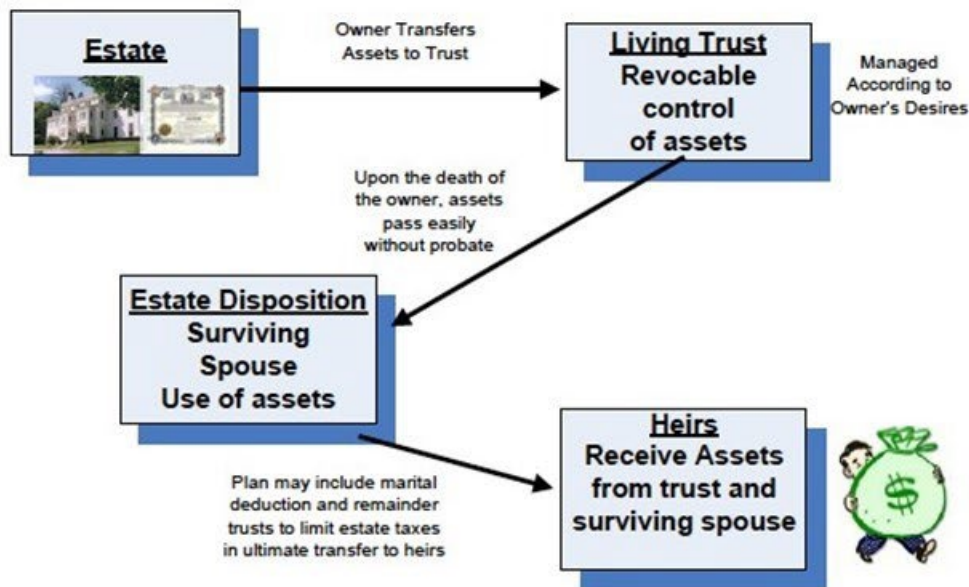 Estate
Owner Transfers
Assets to Trust
Living Trust
Revocable
control
of assets
Managed
According to
Owner's Desires
Upon the death of
the owner, assets
pass easily
without probate
Estate Disposition
Surviving
Spouse
Use of assets
Plan may include marital
deduction and remainder
trusts to limit estate taxes
in ultimate transfer to heirs
Heirs
Receive Assets
from trust and
surviving spouse
$